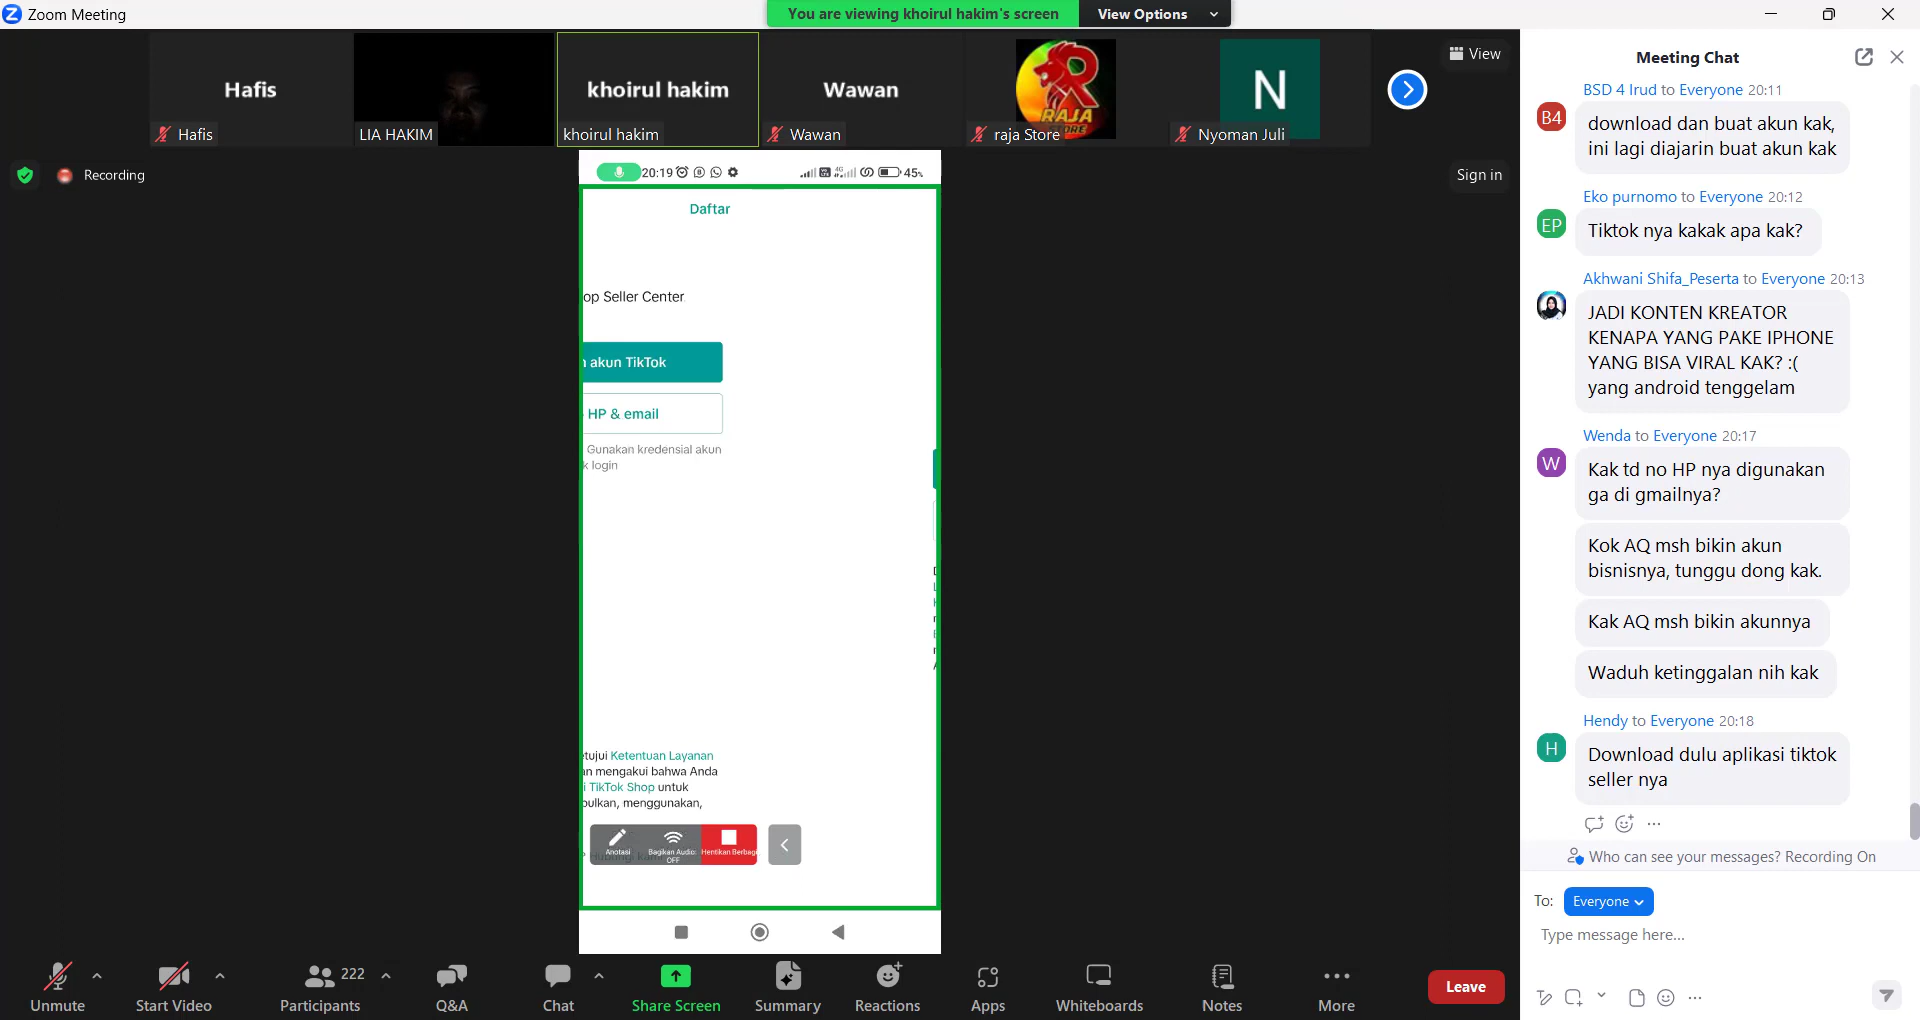 Zoom Meeting
You are viewing khoirul hakim's screen
View Options
Hafis
Hafis
LIA HAKIM
khoirul hakim
khoirul hakim
Wawan
Wawan
RAJA
raja Store
N
Nyoman Juli
View
Recording
Sign in
20:19
45%
Daftar
op Seller Center
akun TikTok
HP & email
Gunakan kredensial akun
k login
tujui Ketentuan Layanan
an mengakui bahwa Anda
i TikTok Shop untuk
pulkan, menggunakan,
Anotasi
Bagikan Audio:
OFF
Hentikan Berbagi
Meeting Chat
BSD 4 Irud to Everyone 20:11
B4
download dan buat akun kak,
ini lagi diajarin buat akun kak
Eko purnomo to Everyone 20:12
EP
Tiktok nya kakak apa kak?
Akhwani Shifa_Peserta to Everyone 20:13
JADI KONTEN KREATOR
KENAPA YANG PAKE IPHONE
YANG BISA VIRAL KAK? :(
yang android tenggelam
Wenda to Everyone 20:17
W
Kak td no HP nya digunakan
ga di gmailnya?
Kok AQ msh bikin akun
bisnisnya, tunggu dong kak.
Kak AQ msh bikin akunnya
Waduh ketinggalan nih kak
Hendy to Everyone 20:18
H
Download dulu aplikasi tiktok
seller nya
Who can see your messages? Recording On
To: Everyone
Type message here...
Unmute
Start Video
222
Participants
Q&A
Chat
Share Screen
Summary
Reactions
Apps
Whiteboards
Notes
More
Leave